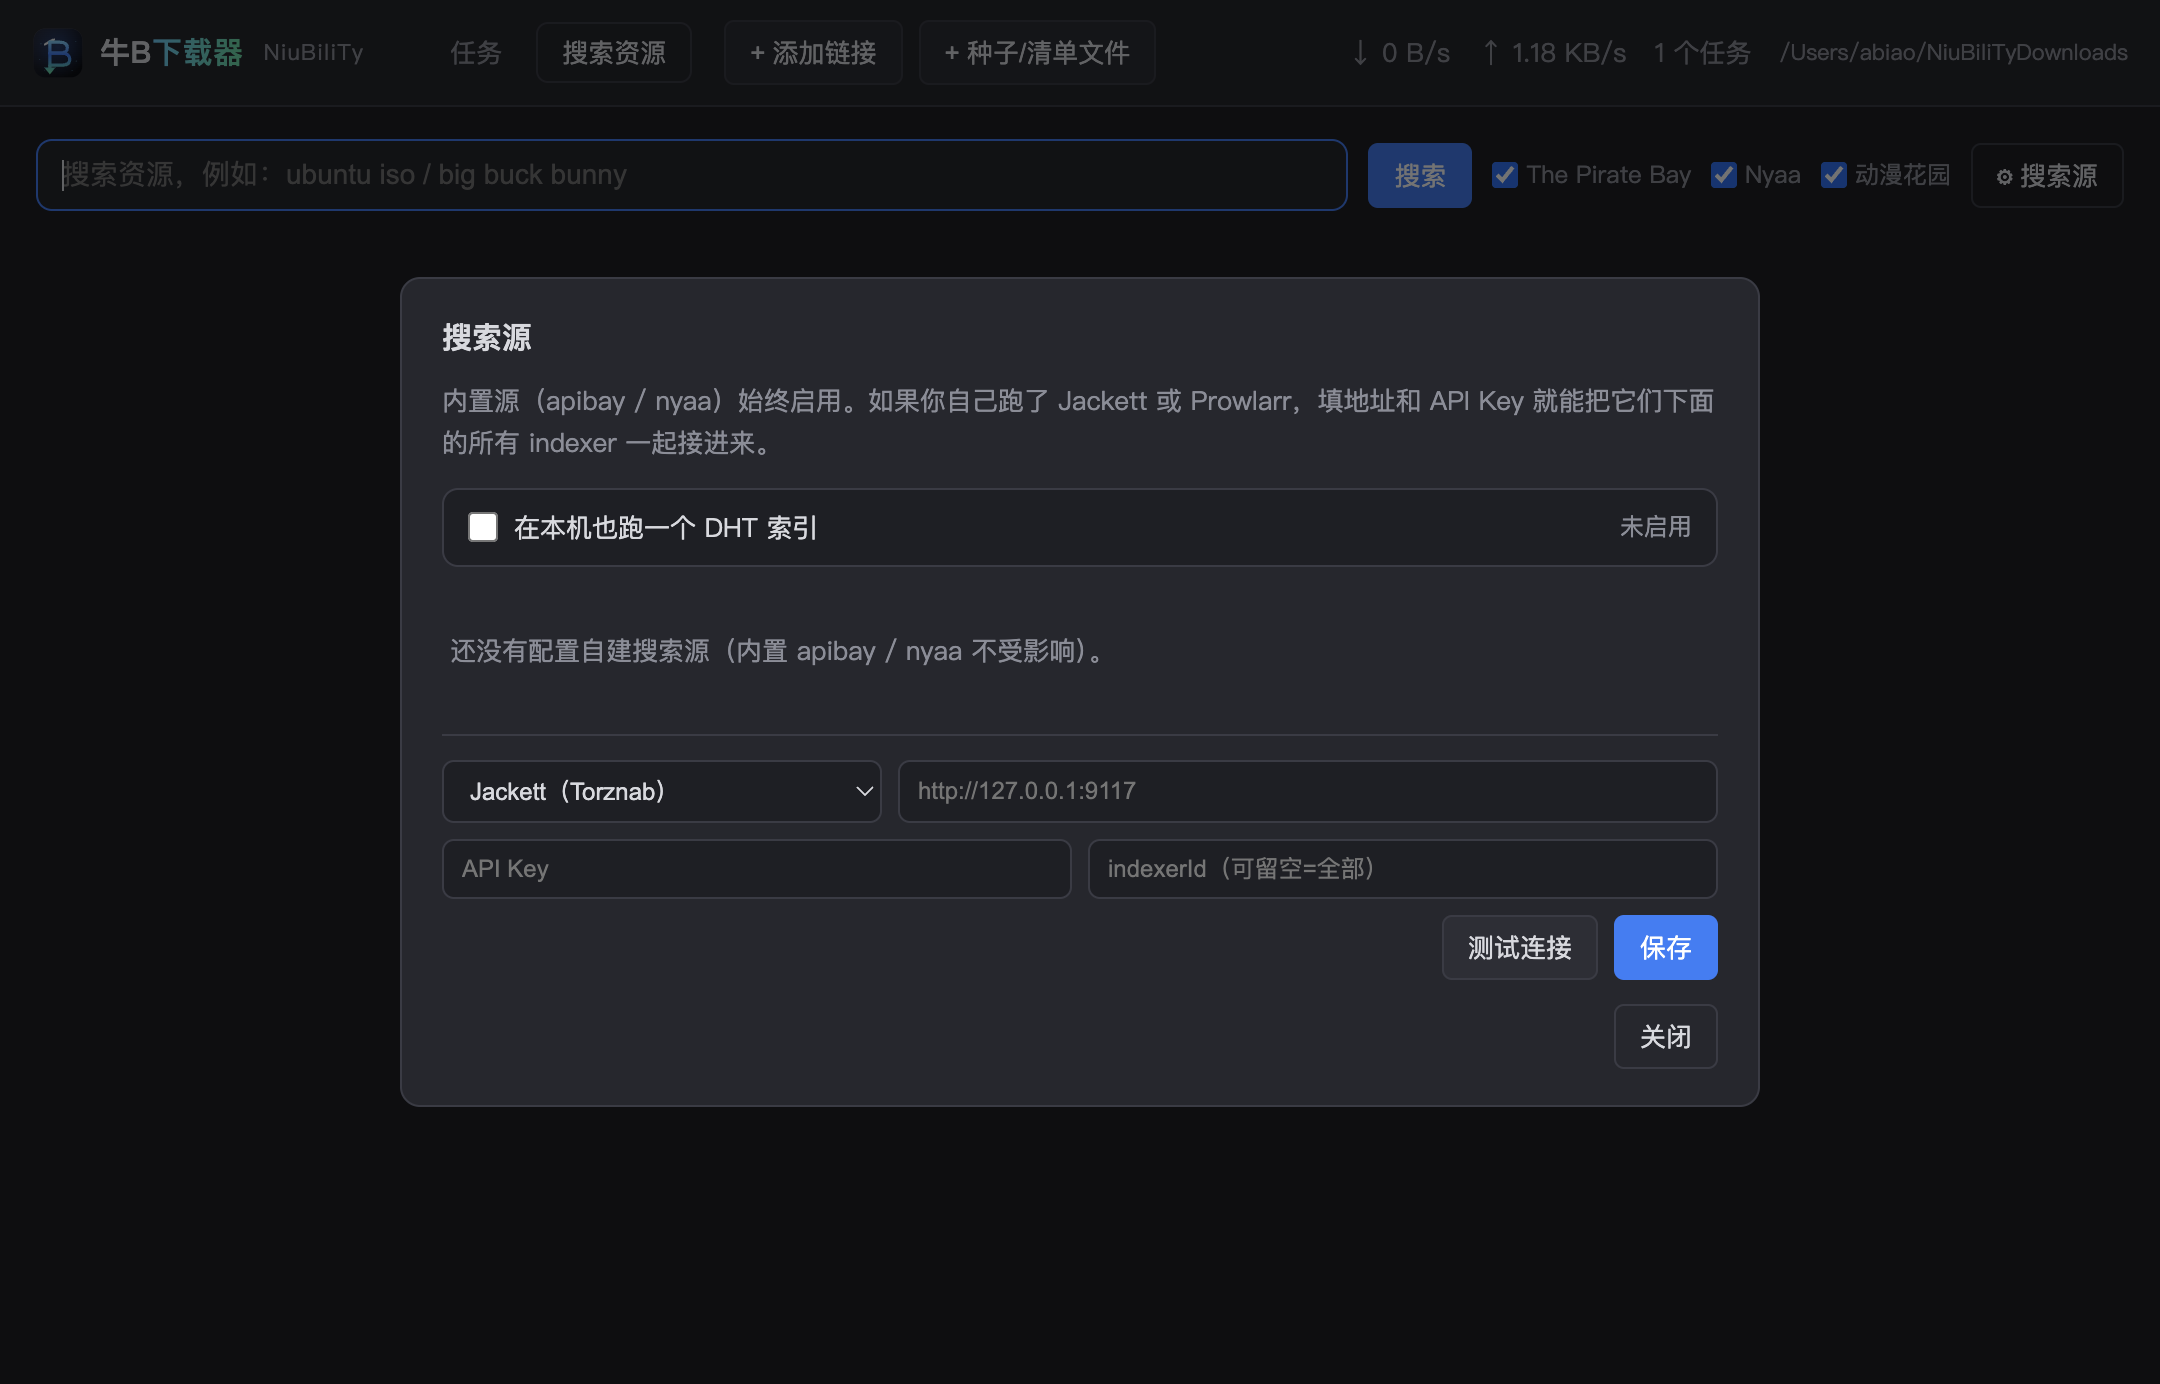 牛B下载器 NiuBiliTy 任务 搜索资源 + 添加链接 + 种子/清单文件 ↓ 0 B/s ↑ 1.18 KB/s 1 个任务 /Users/abiao/NiuBiliTyDownloads
搜索资源，例如：ubuntu iso / big buck bunny 搜索 The Pirate Bay Nyaa 动漫花园 ⚙ 搜索源
搜索源
内置源（apibay / nyaa）始终启用。如果你自己跑了 Jackett 或 Prowlarr，填地址和 API Key 就能把它们下面
的所有 indexer 一起接进来。
在本机也跑一个 DHT 索引 未启用
还没有配置自建搜索源（内置 apibay / nyaa 不受影响）。
Jackett（Torznab） http://127.0.0.1:9117
API Key indexerId（可留空=全部）
测试连接 保存
关闭